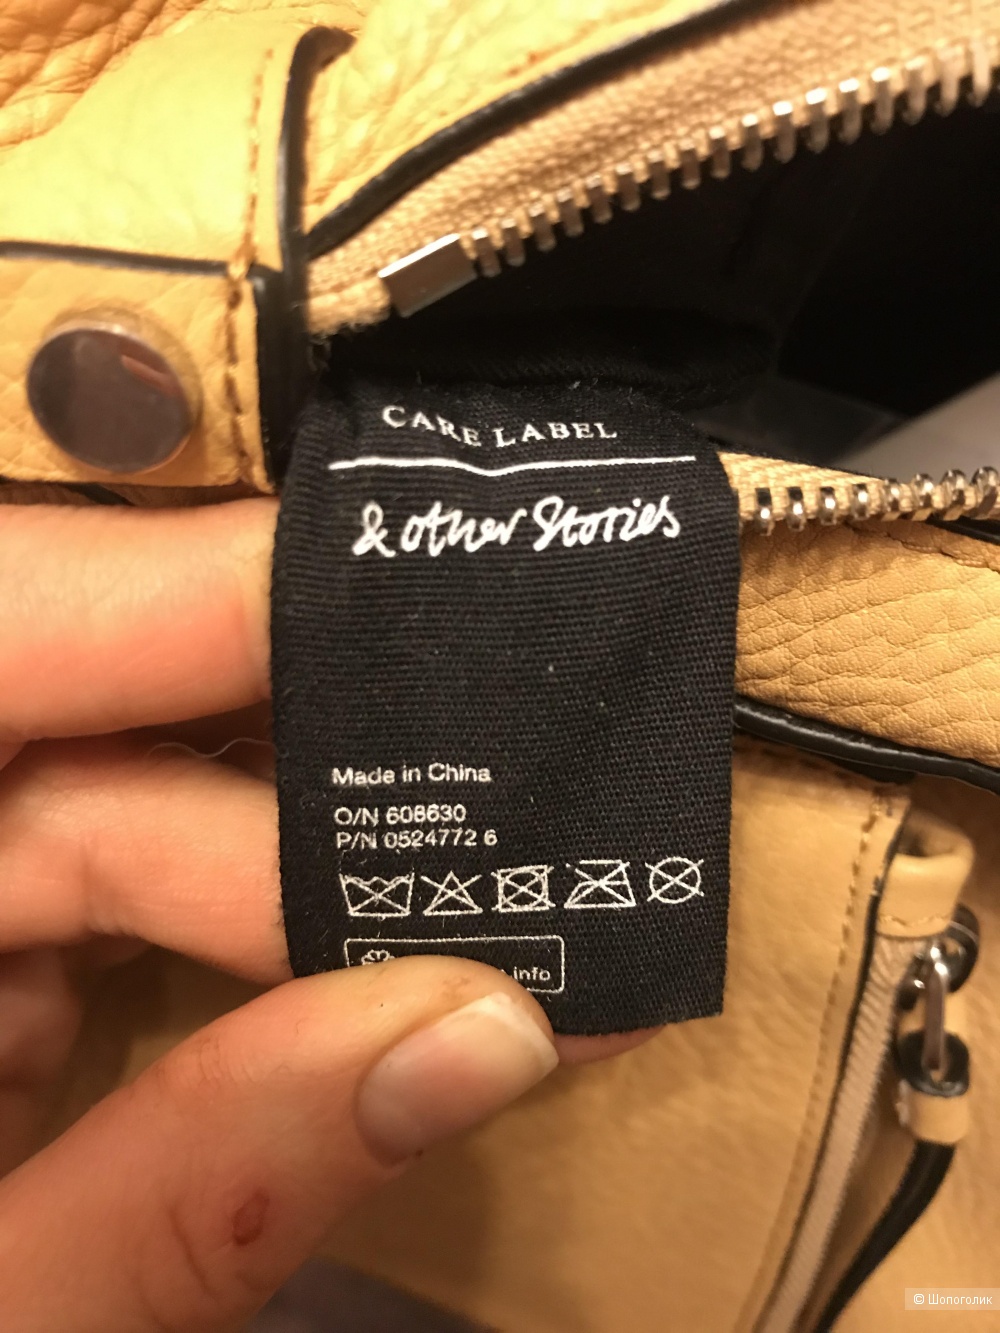 CARE LABEL
& other Stories
Made in China
O/N 608630
P/N 0524772 6
.info
© Шопоголик